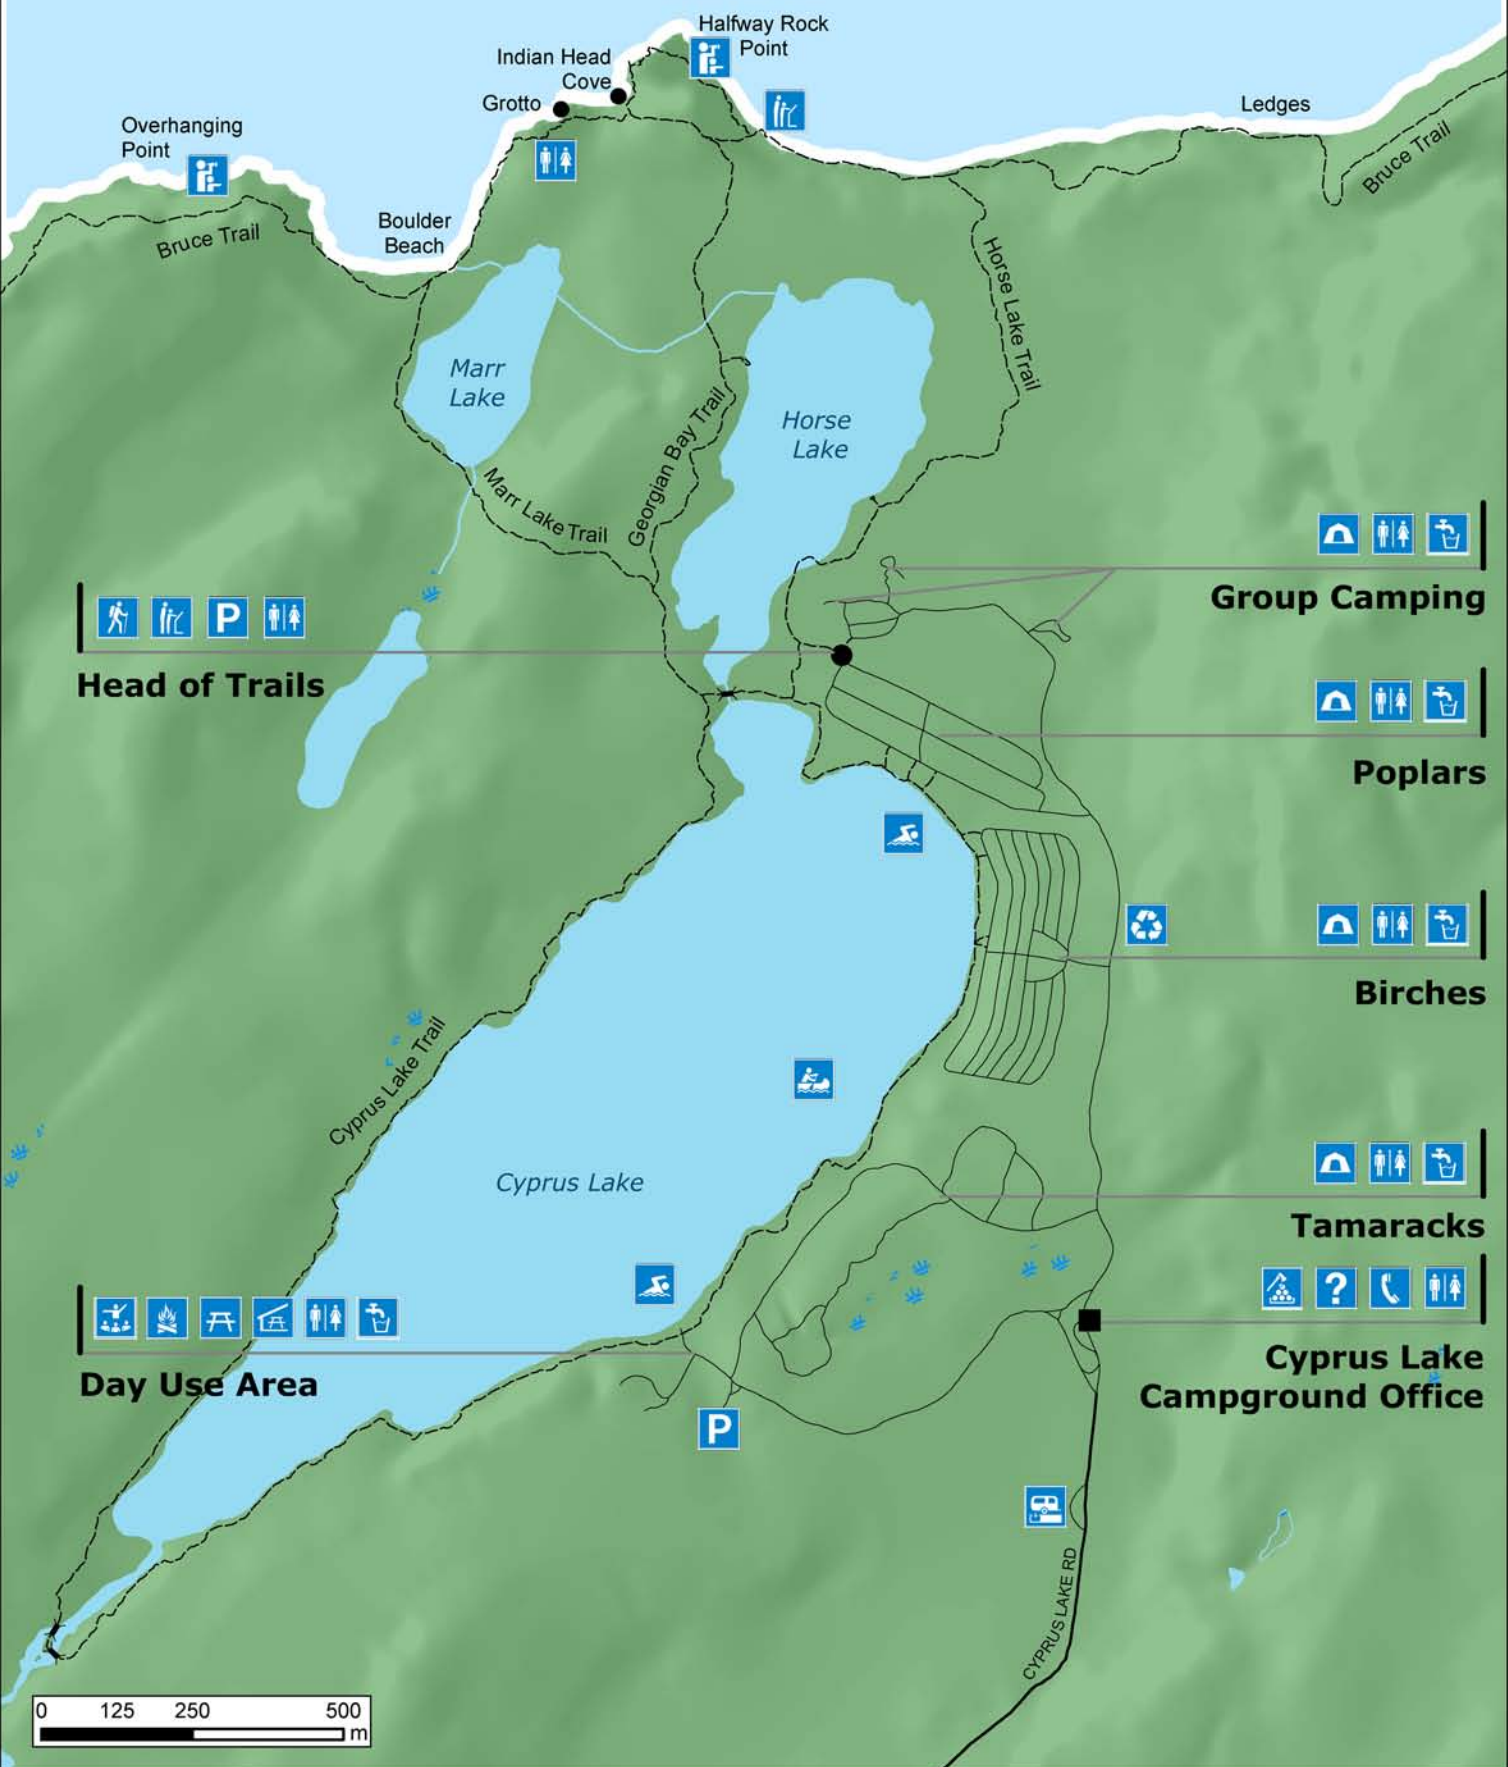 Halfway Rock
Point
Indian Head
Cove
Grotto
Ledges
Overhanging
Point
Bruce Trail
Boulder
Beach
Bruce Trail
Horse Lake Trail
Marr
Lake
Horse
Lake
Georgian Bay Trail
Marr Lake Trail
Group Camping
P
Head of Trails
Poplars
Birches
Cyprus Lake Trail
Cyprus Lake
Tamaracks
?
Day Use Area
Cyprus Lake
Campground Office
P
CYPRUS LAKE RD
0 125 250 500
m